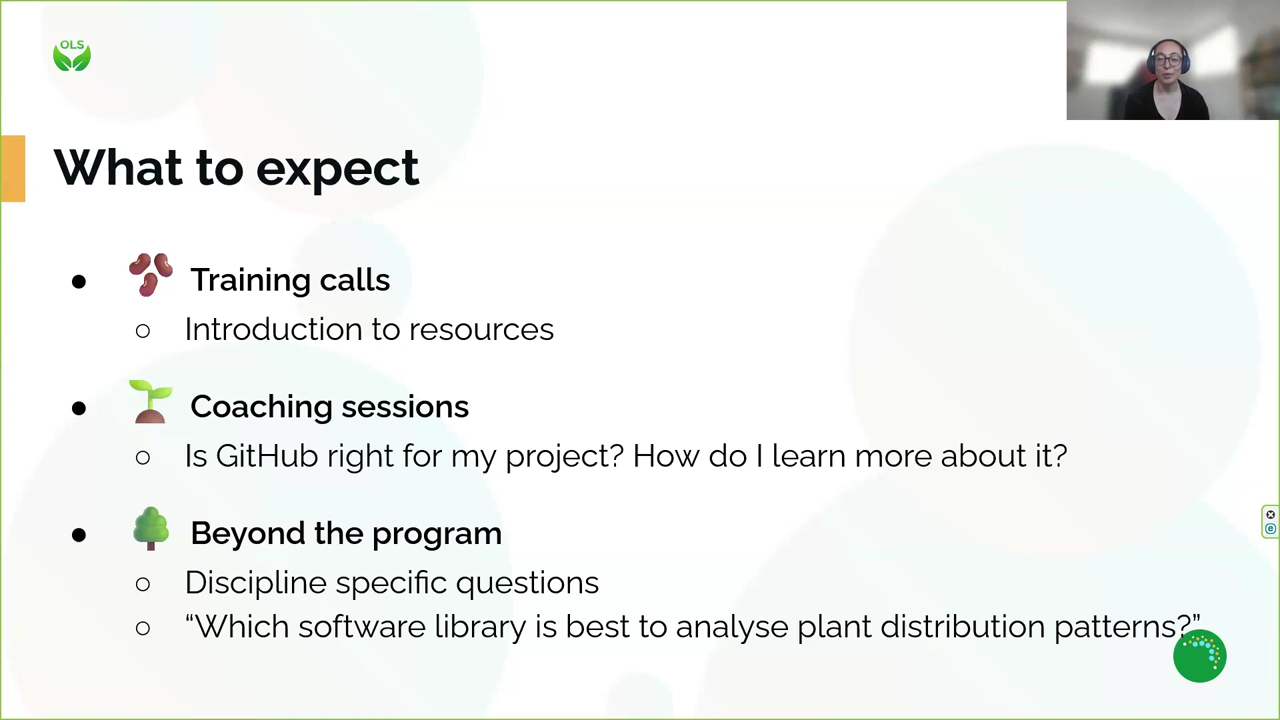 OLS
What to expect
● Training calls
○ Introduction to resources
● Coaching sessions
○ Is GitHub right for my project? How do I learn more about it?
● Beyond the program
○ Discipline specific questions
○ “Which software library is best to analyse plant distribution patterns?”